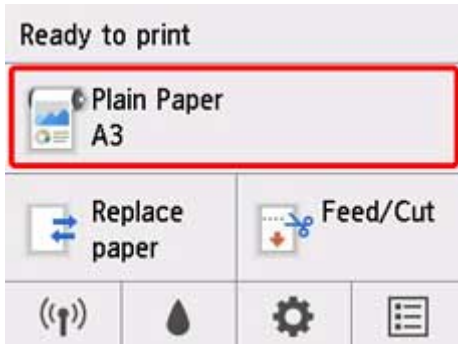 Ready to print
Plain Paper
A3
Replace
paper
Feed/Cut